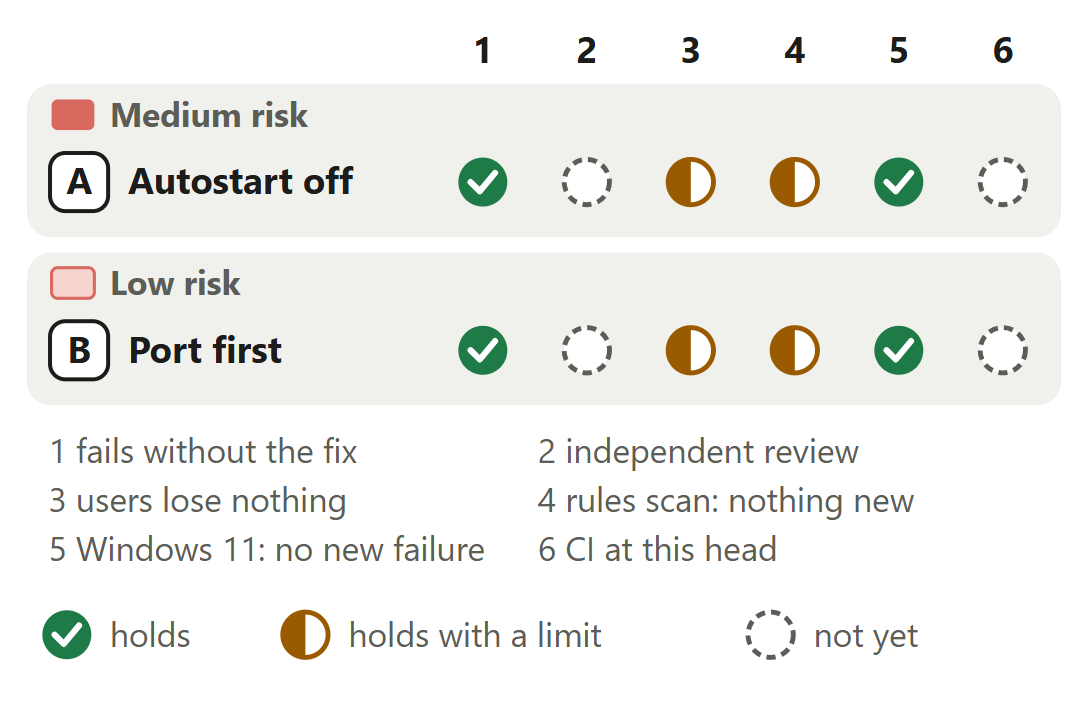 1 2 3 4 5 6
Medium risk
A Autostart off
Low risk
B Port first
1 fails without the fix
2 independent review
3 users lose nothing
4 rules scan: nothing new
5 Windows 11: no new failure
6 CI at this head
holds
holds with a limit
not yet